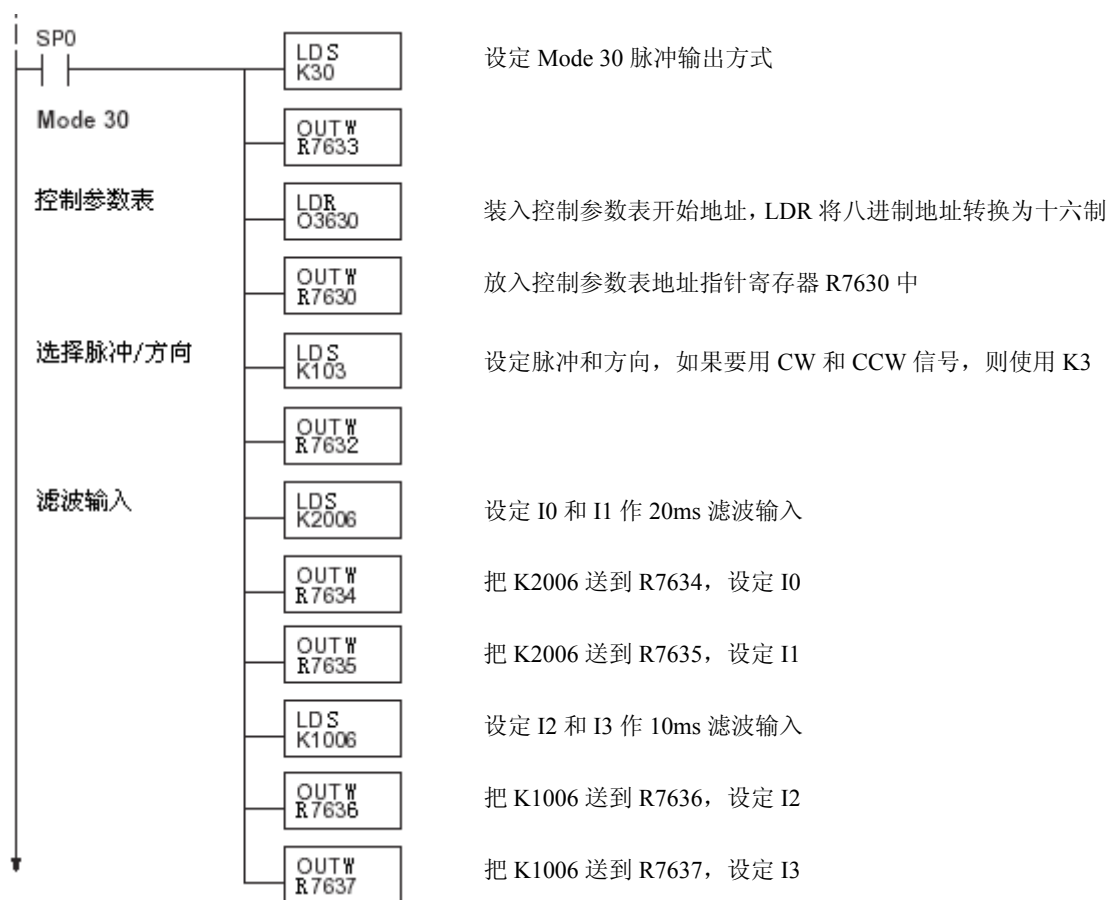 SP0
LDS
K30
设定 Mode 30 脉冲输出方式
Mode 30
OUTW
R7633
控制参数表
LDR
O3630
装入控制参数表开始地址，LDR 将八进制地址转换为十六制
OUTW
R7630
放入控制参数表地址指针寄存器 R7630 中
选择脉冲/方向
LDS
K103
设定脉冲和方向，如果要用 CW 和 CCW 信号，则使用 K3
OUTW
R7632
滤波输入
LDS
K2006
设定 I0 和 I1 作 20ms 滤波输入
OUTW
R7634
把 K2006 送到 R7634，设定 I0
OUTW
R7635
把 K2006 送到 R7635，设定 I1
LDS
K1006
设定 I2 和 I3 作 10ms 滤波输入
OUTW
R7636
把 K1006 送到 R7636，设定 I2
OUTW
R7637
把 K1006 送到 R7637，设定 I3